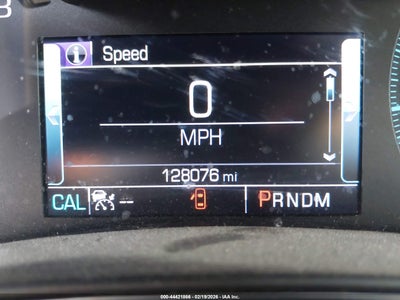 Speed
0
MPH
128076 mi
CAL
--
PRNDM
000-44421868 - 02/19/2026 - IAA Inc.